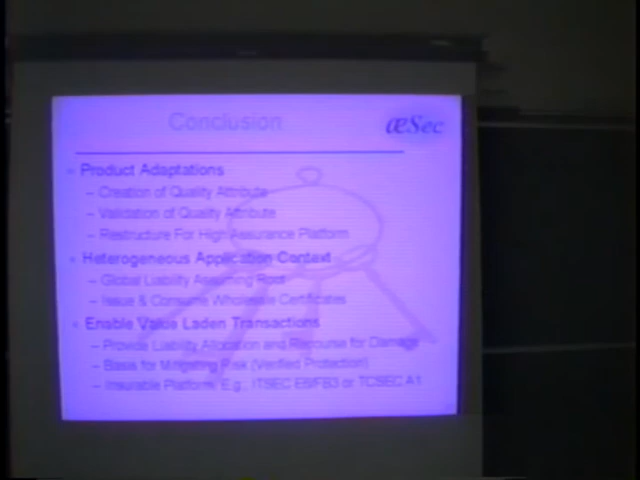 Conclusion
æSec
Product Adaptations
– Creation of Quality Attribute
– Validation of Quality Attribute
– Restructure For High Assurance Platform
Heterogeneous Application Context
– Global Liability Assuming Root
– Issue & Consume Wholesale Certificates
Enable Value Laden Transactions
– Provide Liability Allocation and Recourse for Damage
– Basis for Mitigating Risk (Verified Protection)
– Insurable Platform, E.g., ITSEC E6/FB3 or TCSEC A1